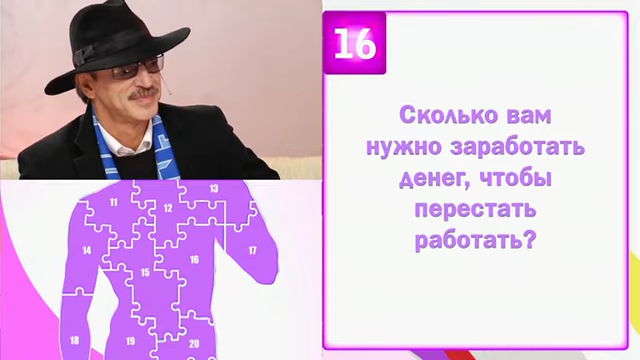 16
Сколько вам
нужно заработать
денег, чтобы
перестать
работать?
11
12
13
14
15
16
17
18
19
20